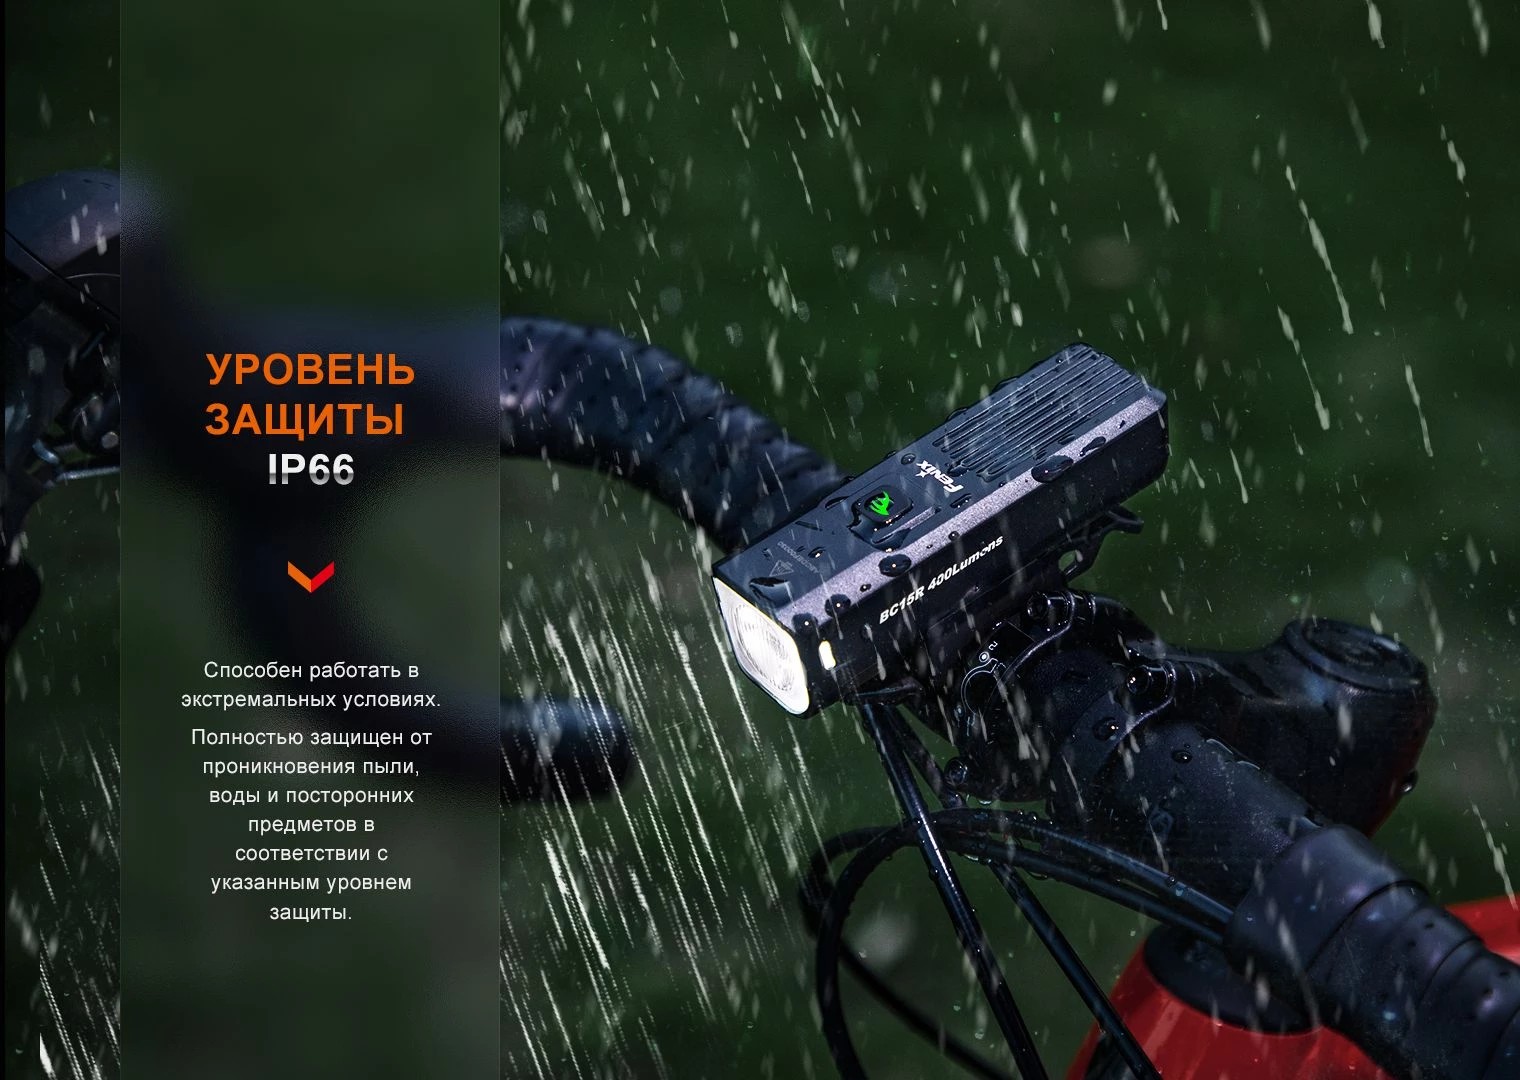 УРОВЕНЬ
ЗАЩИТЫ
IP66
Способен работать в
экстремальных условиях.
Полностью защищен от
проникновения пыли,
воды и посторонних
предметов в
соответствии с
указанным уровнем
защиты.
FENIX
BC15R 400Lumons